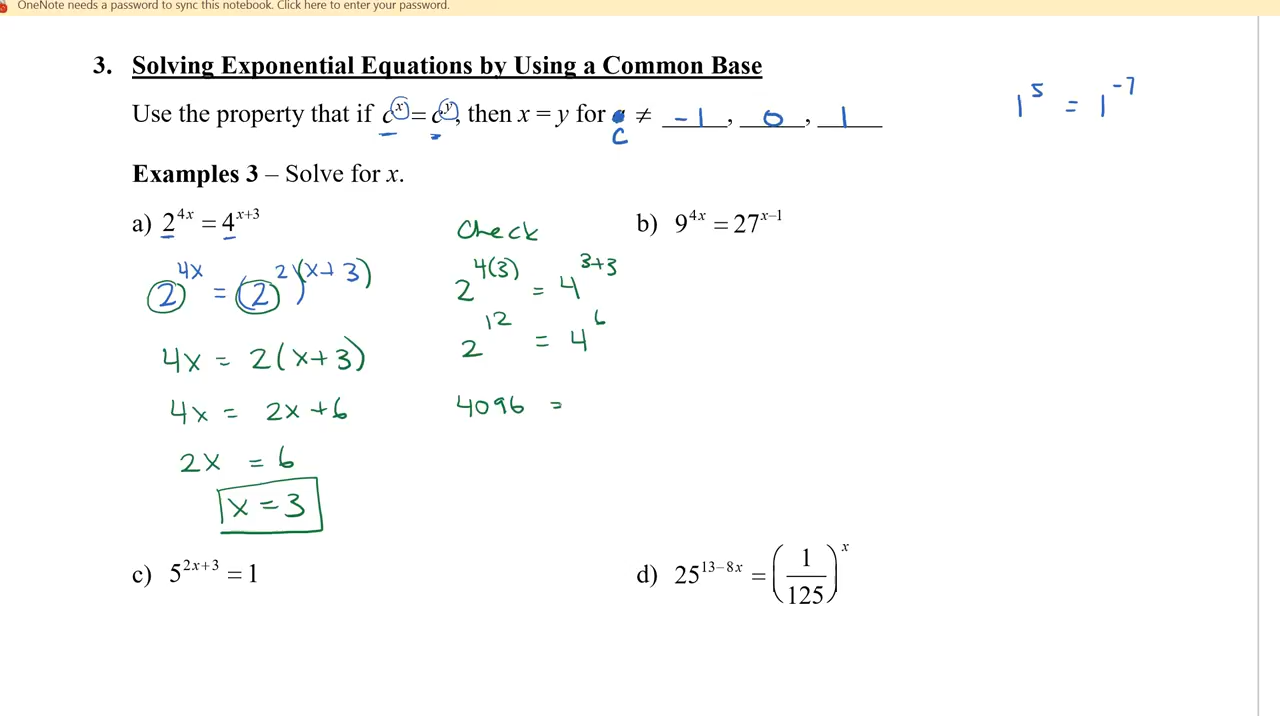 OneNote needs a password to sync this notebook. Click here to enter your password.
3. Solving Exponential Equations by Using a Common Base
Use the property that if cˣ = cʸ, then x = y for c ≠ -1, 0, 1
1⁵ = 1⁻⁷
Examples 3 – Solve for x.
a) 2^{4x} = 4^{x+3}
2^{4x} = (2^{2})^{(x+3)}
4x = 2(x+3)
4x = 2x+6
2x = 6
x = 3
Check
2^{4(3)} = 4^{3+3}
2^{12} = 4^{6}
4096 =
b) 9^{4x} = 27^{x–1}
c) 5^{2x+3} = 1
d) 25^{13–8x} = (1/125)^{x}